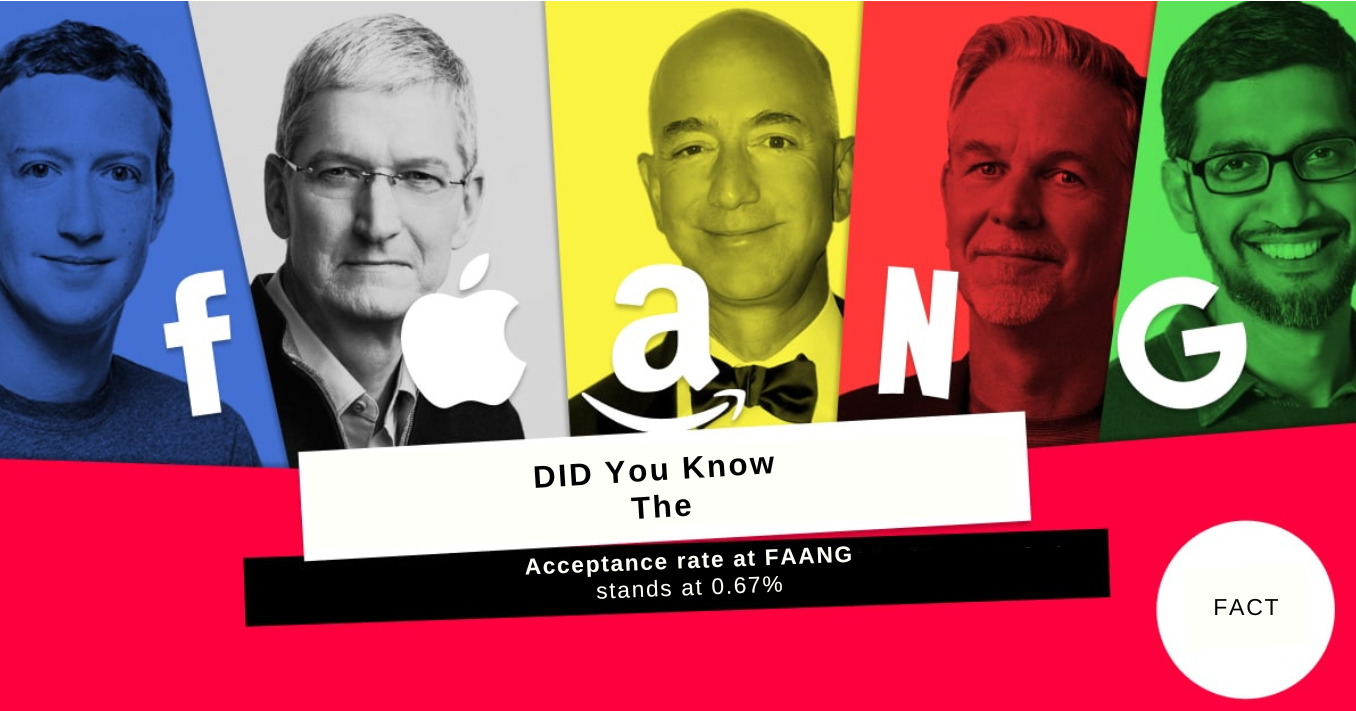 f a N G
DID You Know
The
Acceptance rate at FAANG
stands at 0.67%
FACT